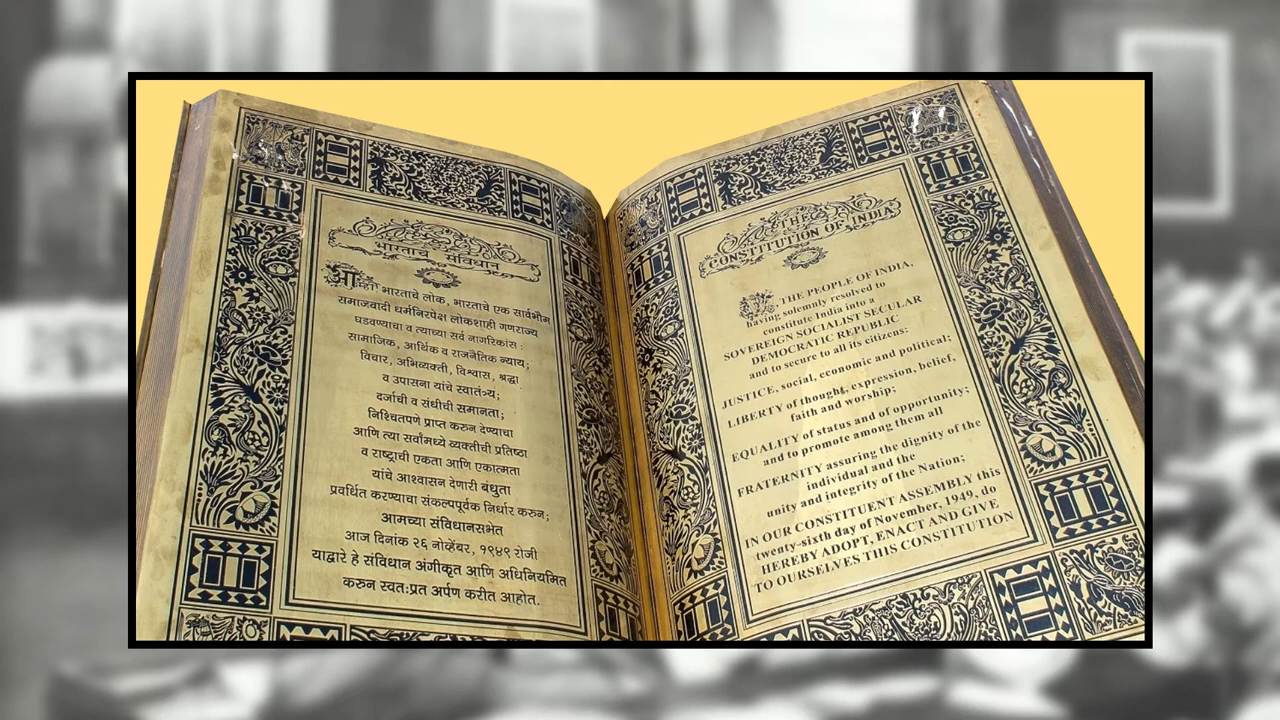 भारताचे संविधान
आम्ही भारताचे लोक, भारताचे एक सार्वभौम
समाजवादी धर्मनिरपेक्ष लोकशाही गणराज्य
घडवण्याचा व त्याच्या सर्व नागरिकांस :
सामाजिक, आर्थिक व राजनैतिक न्याय;
विचार, अभिव्यक्ती, विश्वास, श्रद्धा
व उपासना यांचे स्वातंत्र्य;
दर्जाची व संधीची समानता;
निश्चितपणे प्राप्त करुन देण्याचा
आणि त्या सर्वांमध्ये व्यक्तीची प्रतिष्ठा
व राष्ट्राची एकता आणि एकात्मता
यांचे आश्वासन देणारी बंधुता
प्रवर्धित करण्याचा संकल्पपूर्वक निर्धार करुन;
आमच्या संविधानसभेत
आज दिनांक २६ नोव्हेंबर, १९४९ रोजी
याद्वारे हे संविधान अंगीकृत आणि अधिनियमित
करुन स्वतःप्रत अर्पण करीत आहोत.
THE
CONSTITUTION OF INDIA
WE, THE PEOPLE OF INDIA,
having solemnly resolved to
constitute India into a
SOVEREIGN SOCIALIST SECULAR
DEMOCRATIC REPUBLIC
and to secure to all its citizens:
JUSTICE, social, economic and political;
LIBERTY of thought, expression, belief,
faith and worship;
EQUALITY of status and of opportunity;
and to promote among them all
FRATERNITY assuring the dignity of the
individual and the
unity and integrity of the Nation;
IN OUR CONSTITUENT ASSEMBLY this
twenty-sixth day of November, 1949, do
HEREBY ADOPT, ENACT AND GIVE
TO OURSELVES THIS CONSTITUTION